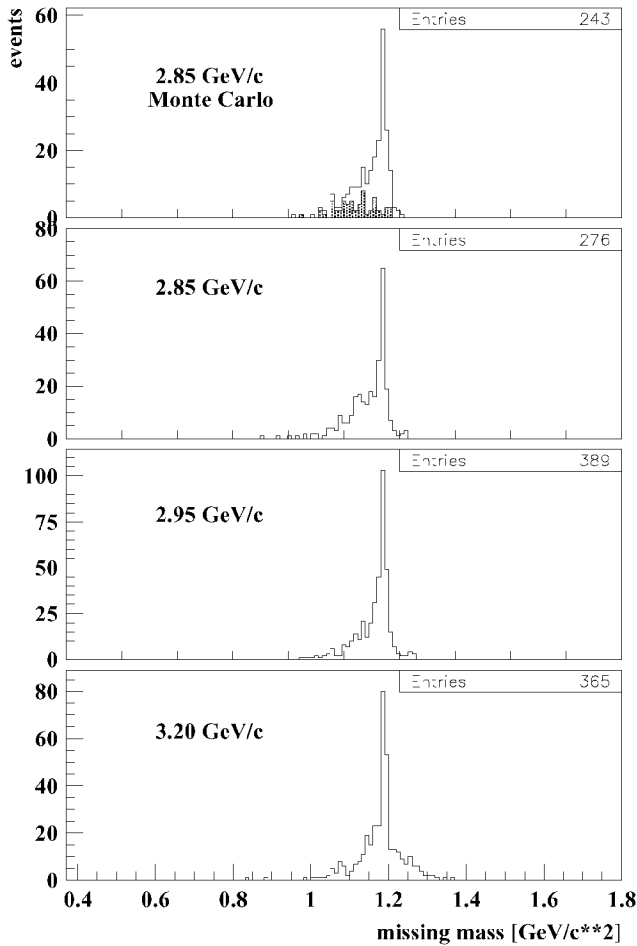 events
60
40
20
0
Entries 243
2.85 GeV/c
Monte Carlo
80
60
40
20
0
Entries 276
2.85 GeV/c
100
75
50
25
0
Entries 389
2.95 GeV/c
80
60
40
20
0
Entries 365
3.20 GeV/c
0.4 0.6 0.8 1 1.2 1.4 1.6 1.8
missing mass [GeV/c**2]